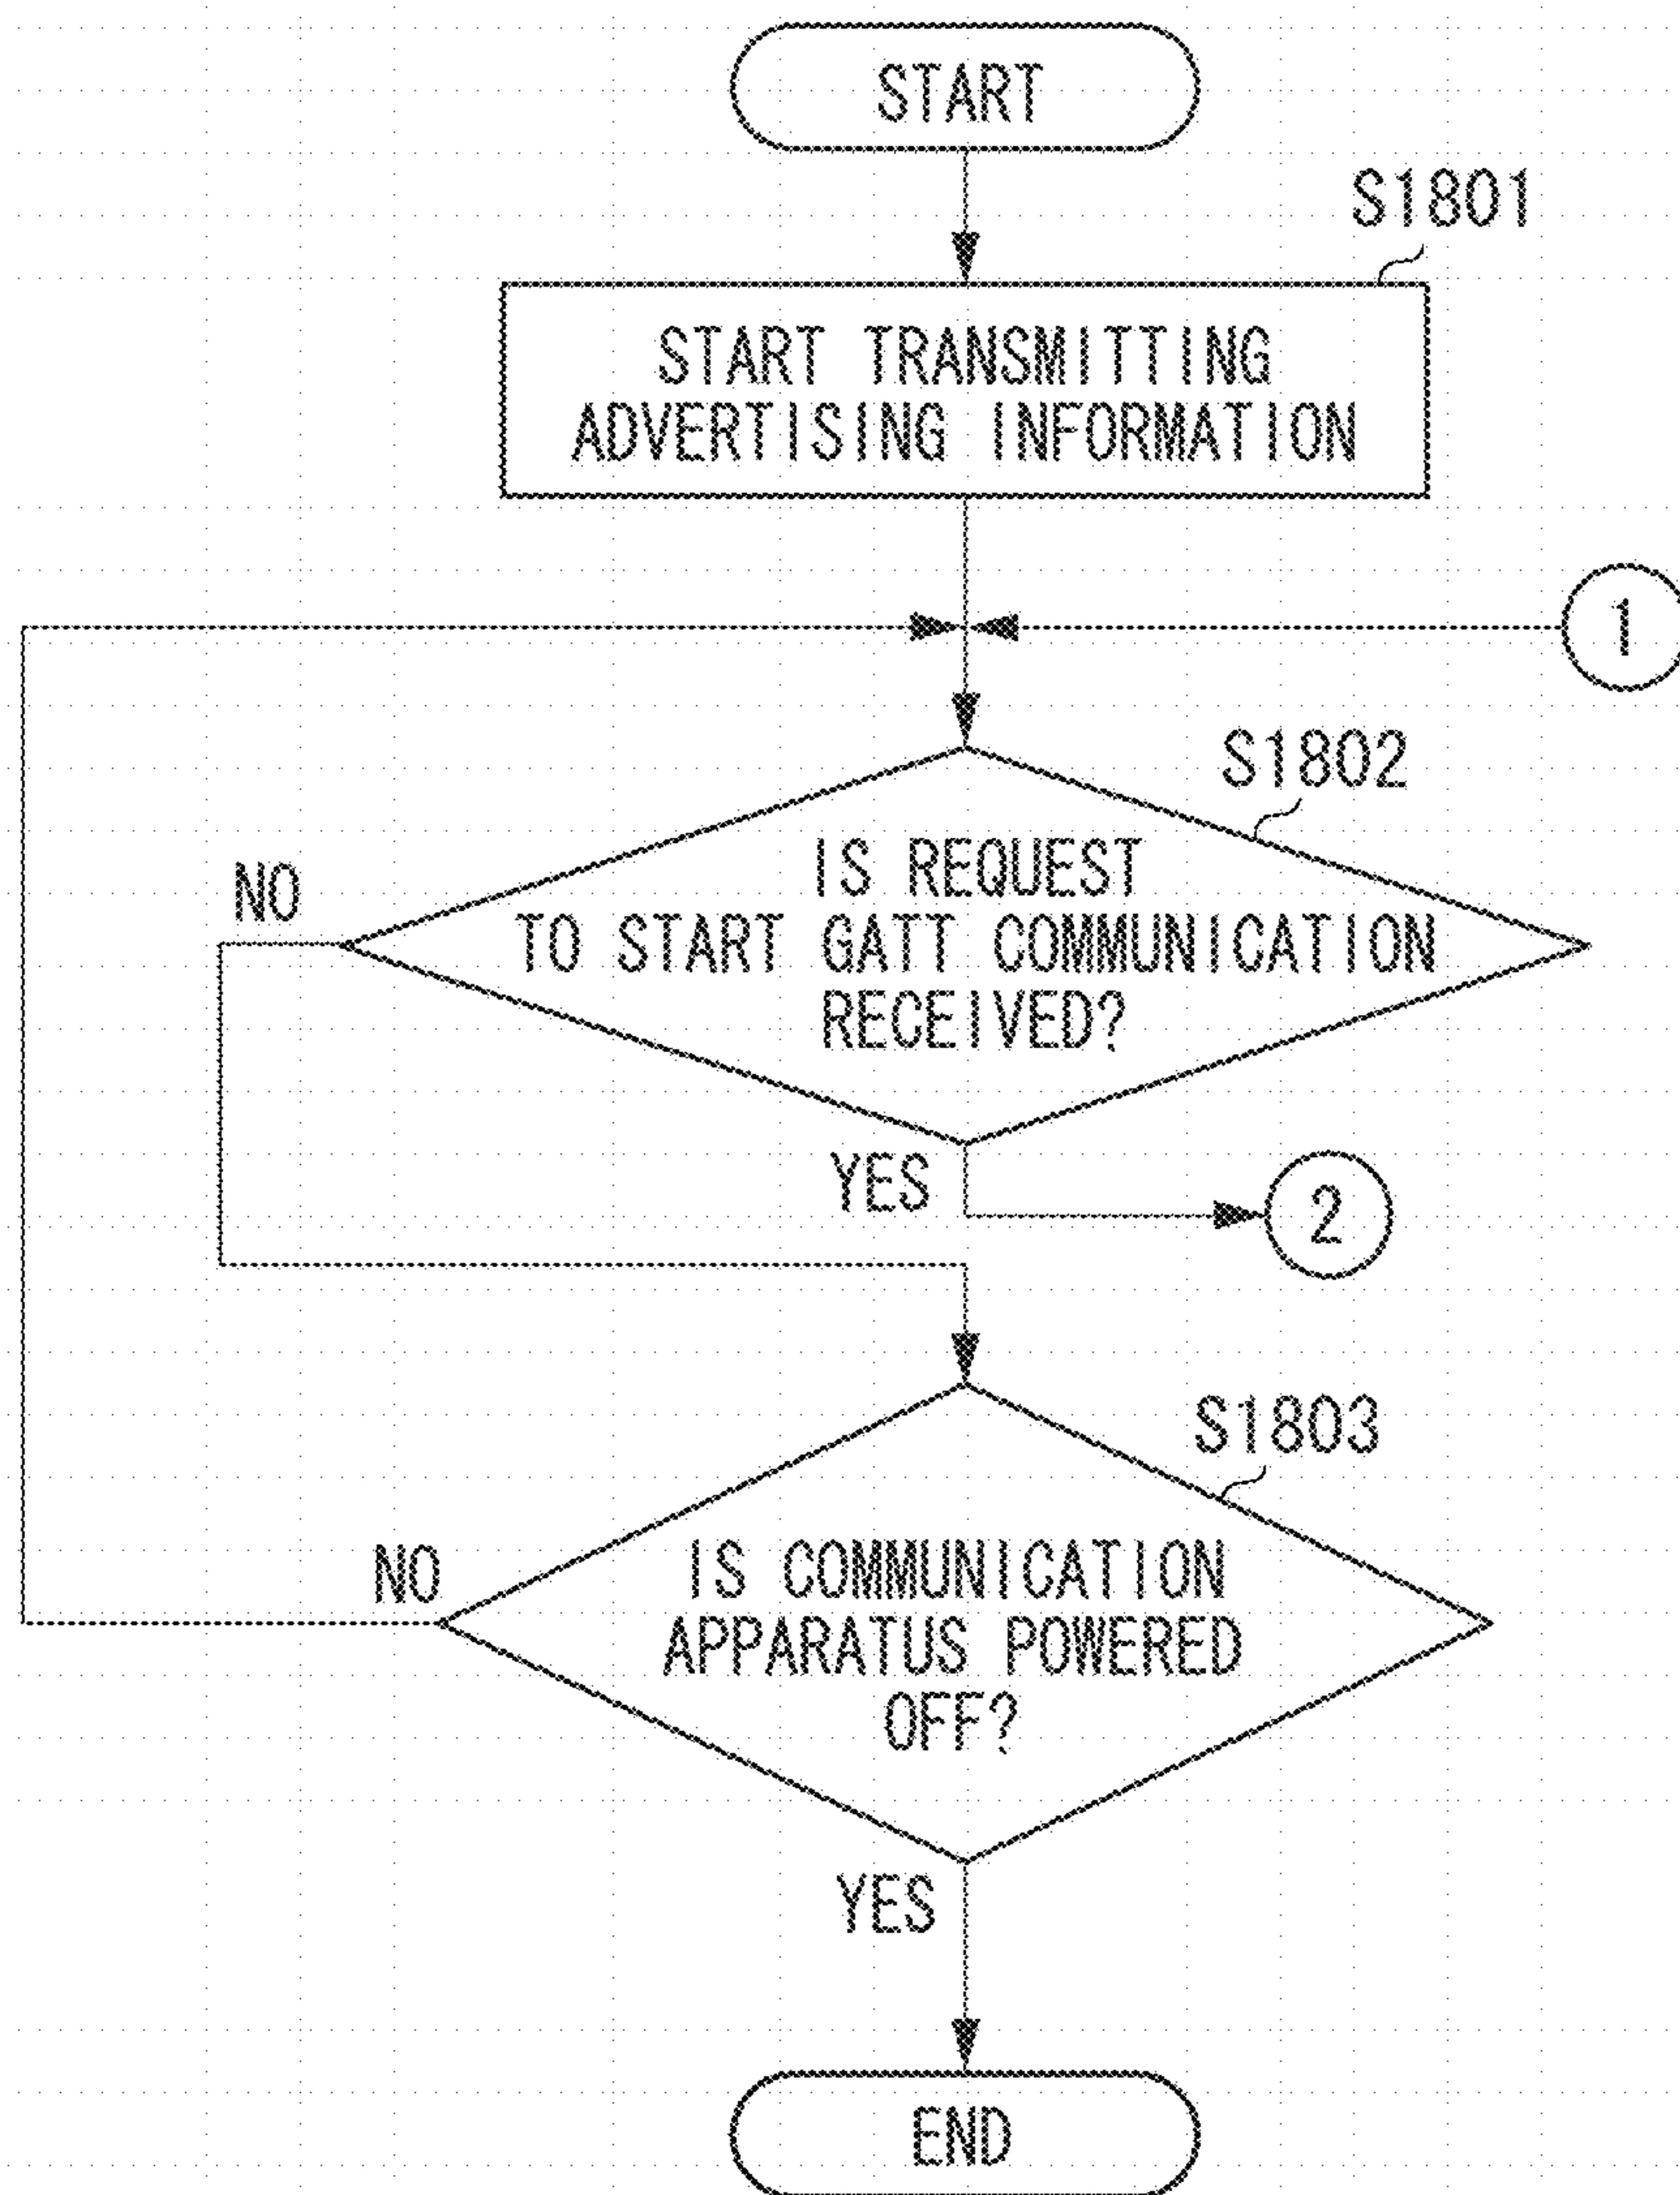 START
S1801
START TRANSMITTING
ADVERTISING INFORMATION
1
S1802
IS REQUEST
TO START GATT COMMUNICATION
RECEIVED?
NO
YES
2
S1803
IS COMMUNICATION
APPARATUS POWERED
OFF?
NO
YES
END